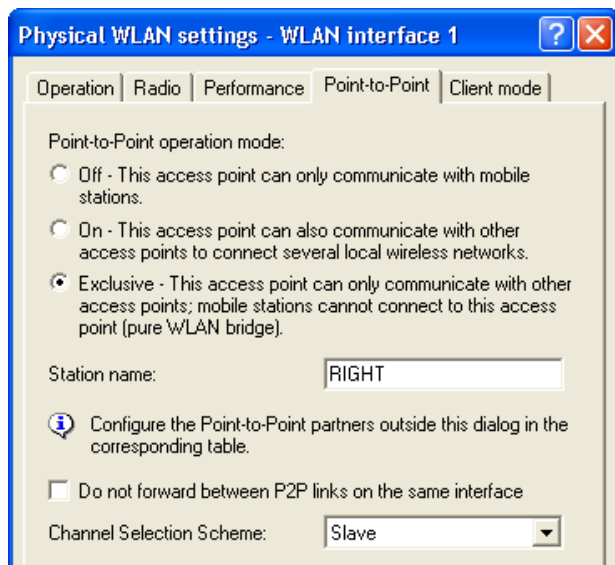 Physical WLAN settings - WLAN interface 1
Operation Radio Performance Point-to-Point Client mode
Point-to-Point operation mode:
Off - This access point can only communicate with mobile
stations.
On - This access point can also communicate with other
access points to connect several local wireless networks.
Exclusive - This access point can only communicate with other
access points; mobile stations cannot connect to this access
point (pure WLAN bridge).
Station name: RIGHT
Configure the Point-to-Point partners outside this dialog in the
corresponding table.
Do not forward between P2P links on the same interface
Channel Selection Scheme: Slave